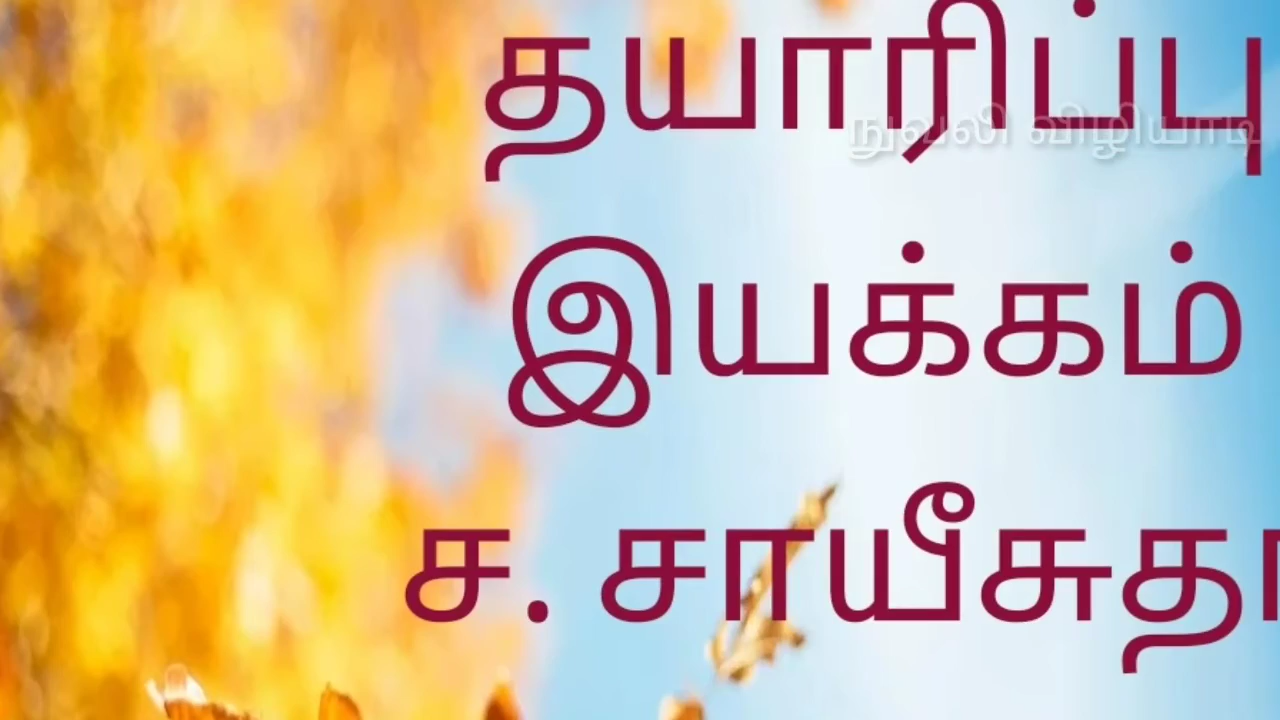 தயாரிப்பு
நுவலி விழியாடி
இயக்கம்
ச. சாயீசுதா